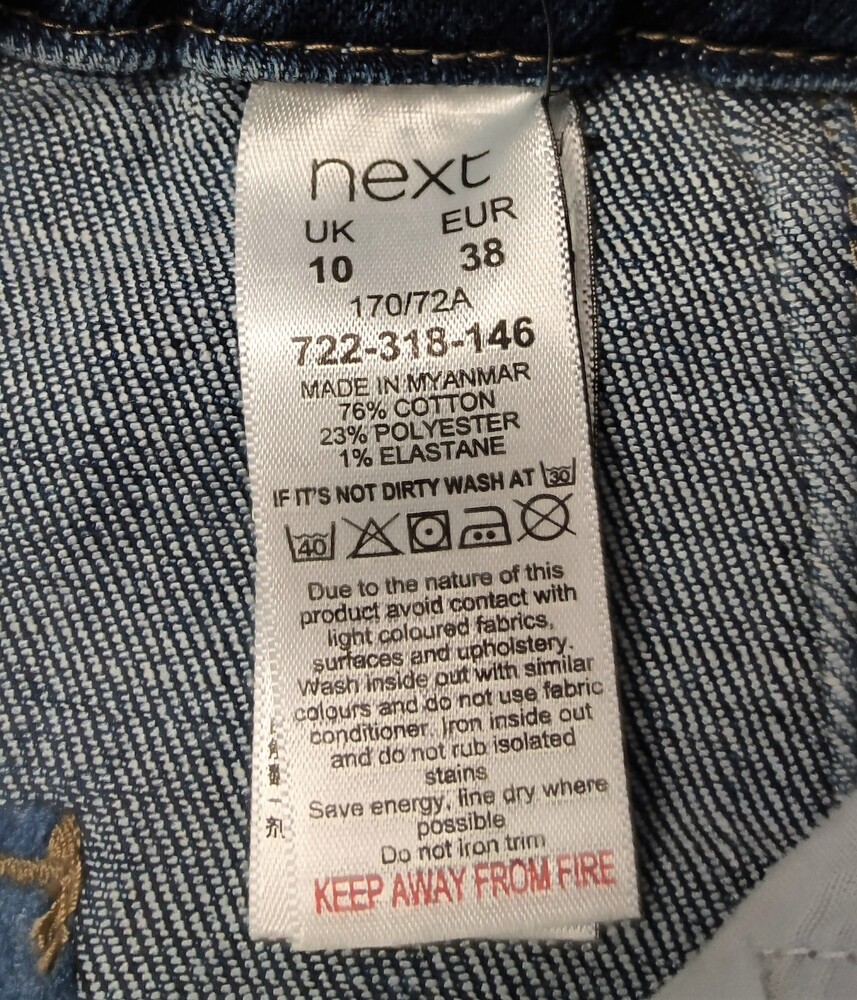 next
UK EUR
10 38
170/72A
722-318-146
MADE IN MYANMAR
76% COTTON
23% POLYESTER
1% ELASTANE
IF IT'S NOT DIRTY WASH AT 30
40
Due to the nature of this
product avoid contact with
light coloured fabrics,
surfaces and upholstery.
Wash inside out with similar
colours and do not use fabric
conditioner. Iron inside out
and do not rub isolated
stains
Save energy, line dry where
possible
Do not iron trim
KEEP AWAY FROM FIRE